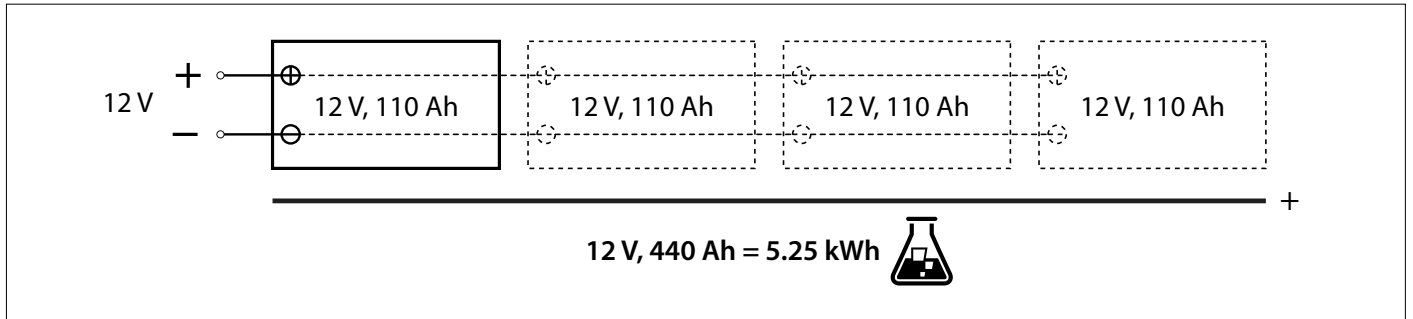 +
12 V
−
12 V, 110 Ah 12 V, 110 Ah 12 V, 110 Ah 12 V, 110 Ah
+
12 V, 440 Ah = 5.25 kWh